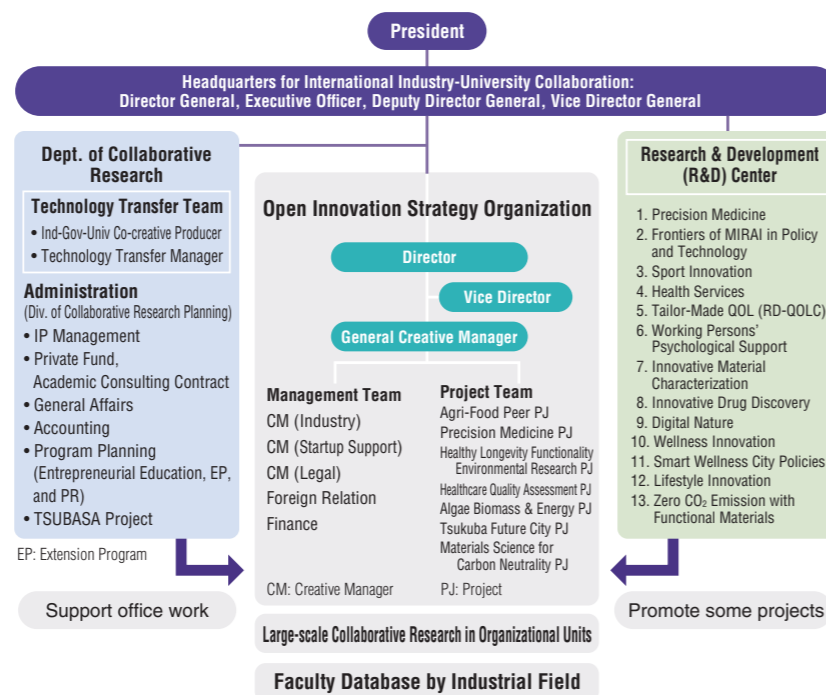 President
Headquarters for International Industry-University Collaboration:
Director General, Executive Officer, Deputy Director General, Vice Director General
Dept. of Collaborative
Research
Technology Transfer Team
• Ind-Gov-Univ Co-creative Producer
• Technology Transfer Manager
Administration
(Div. of Collaborative Research Planning)
• IP Management
• Private Fund,
Academic Consulting Contract
• General Affairs
• Accounting
• Program Planning
(Entrepreneurial Education, EP,
and PR)
• TSUBASA Project
EP: Extension Program
Support office work
Open Innovation Strategy Organization
Director
Vice Director
General Creative Manager
Management Team
CM (Industry)
CM (Startup Support)
CM (Legal)
Foreign Relation
Finance
CM: Creative Manager
Project Team
Agri-Food Peer PJ
Precision Medicine PJ
Healthy Longevity Functionality
Environmental Research PJ
Healthcare Quality Assessment PJ
Algae Biomass & Energy PJ
Tsukuba Future City PJ
Materials Science for
Carbon Neutrality PJ
PJ: Project
Large-scale Collaborative Research in Organizational Units
Faculty Database by Industrial Field
Research & Development
(R&D) Center
1. Precision Medicine
2. Frontiers of MIRAI in Policy
and Technology
3. Sport Innovation
4. Health Services
5. Tailor-Made QOL (RD-QOLC)
6. Working Persons'
Psychological Support
7. Innovative Material
Characterization
8. Innovative Drug Discovery
9. Digital Nature
10. Wellness Innovation
11. Smart Wellness City Policies
12. Lifestyle Innovation
13. Zero CO₂ Emission with
Functional Materials
Promote some projects